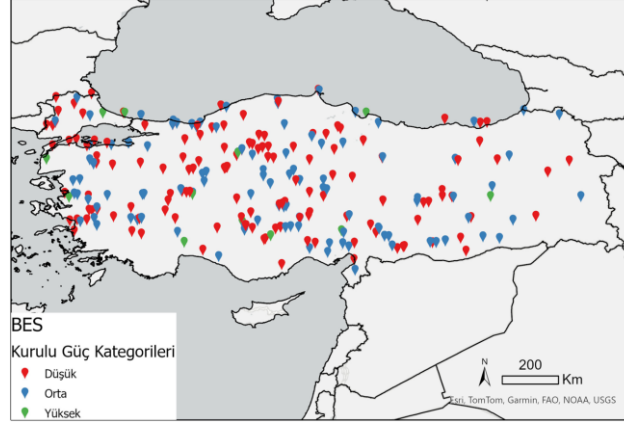 BES
Kurulu Güç Kategorileri
Düşük
Orta
Yüksek
N
200
Km
Esri, TomTom, Garmin, FAO, NOAA, USGS